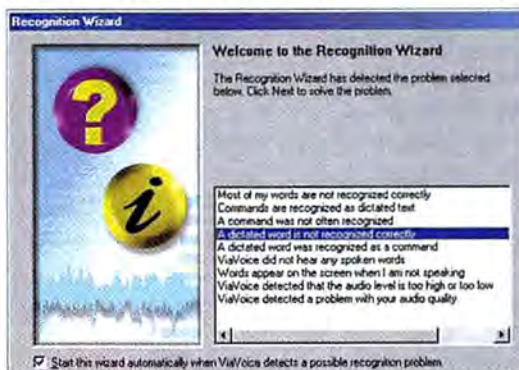 Recognition Wizard
Welcome to the Recognition Wizard
The Recognition Wizard has detected the problem selected
below. Click Next to solve the problem.
Most of my words are not recognized correctly
Commands are recognized as dictated text
A command was not often recognized
A dictated word is not recognized correctly
A dictated word was recognized as a command
ViaVoice did not hear any spoken words
Words appear on the screen when I am not speaking
ViaVoice detected that the audio level is too high or too low
ViaVoice detected a problem with your audio quality
Start this wizard automatically when ViaVoice detects a possible recognition problem.